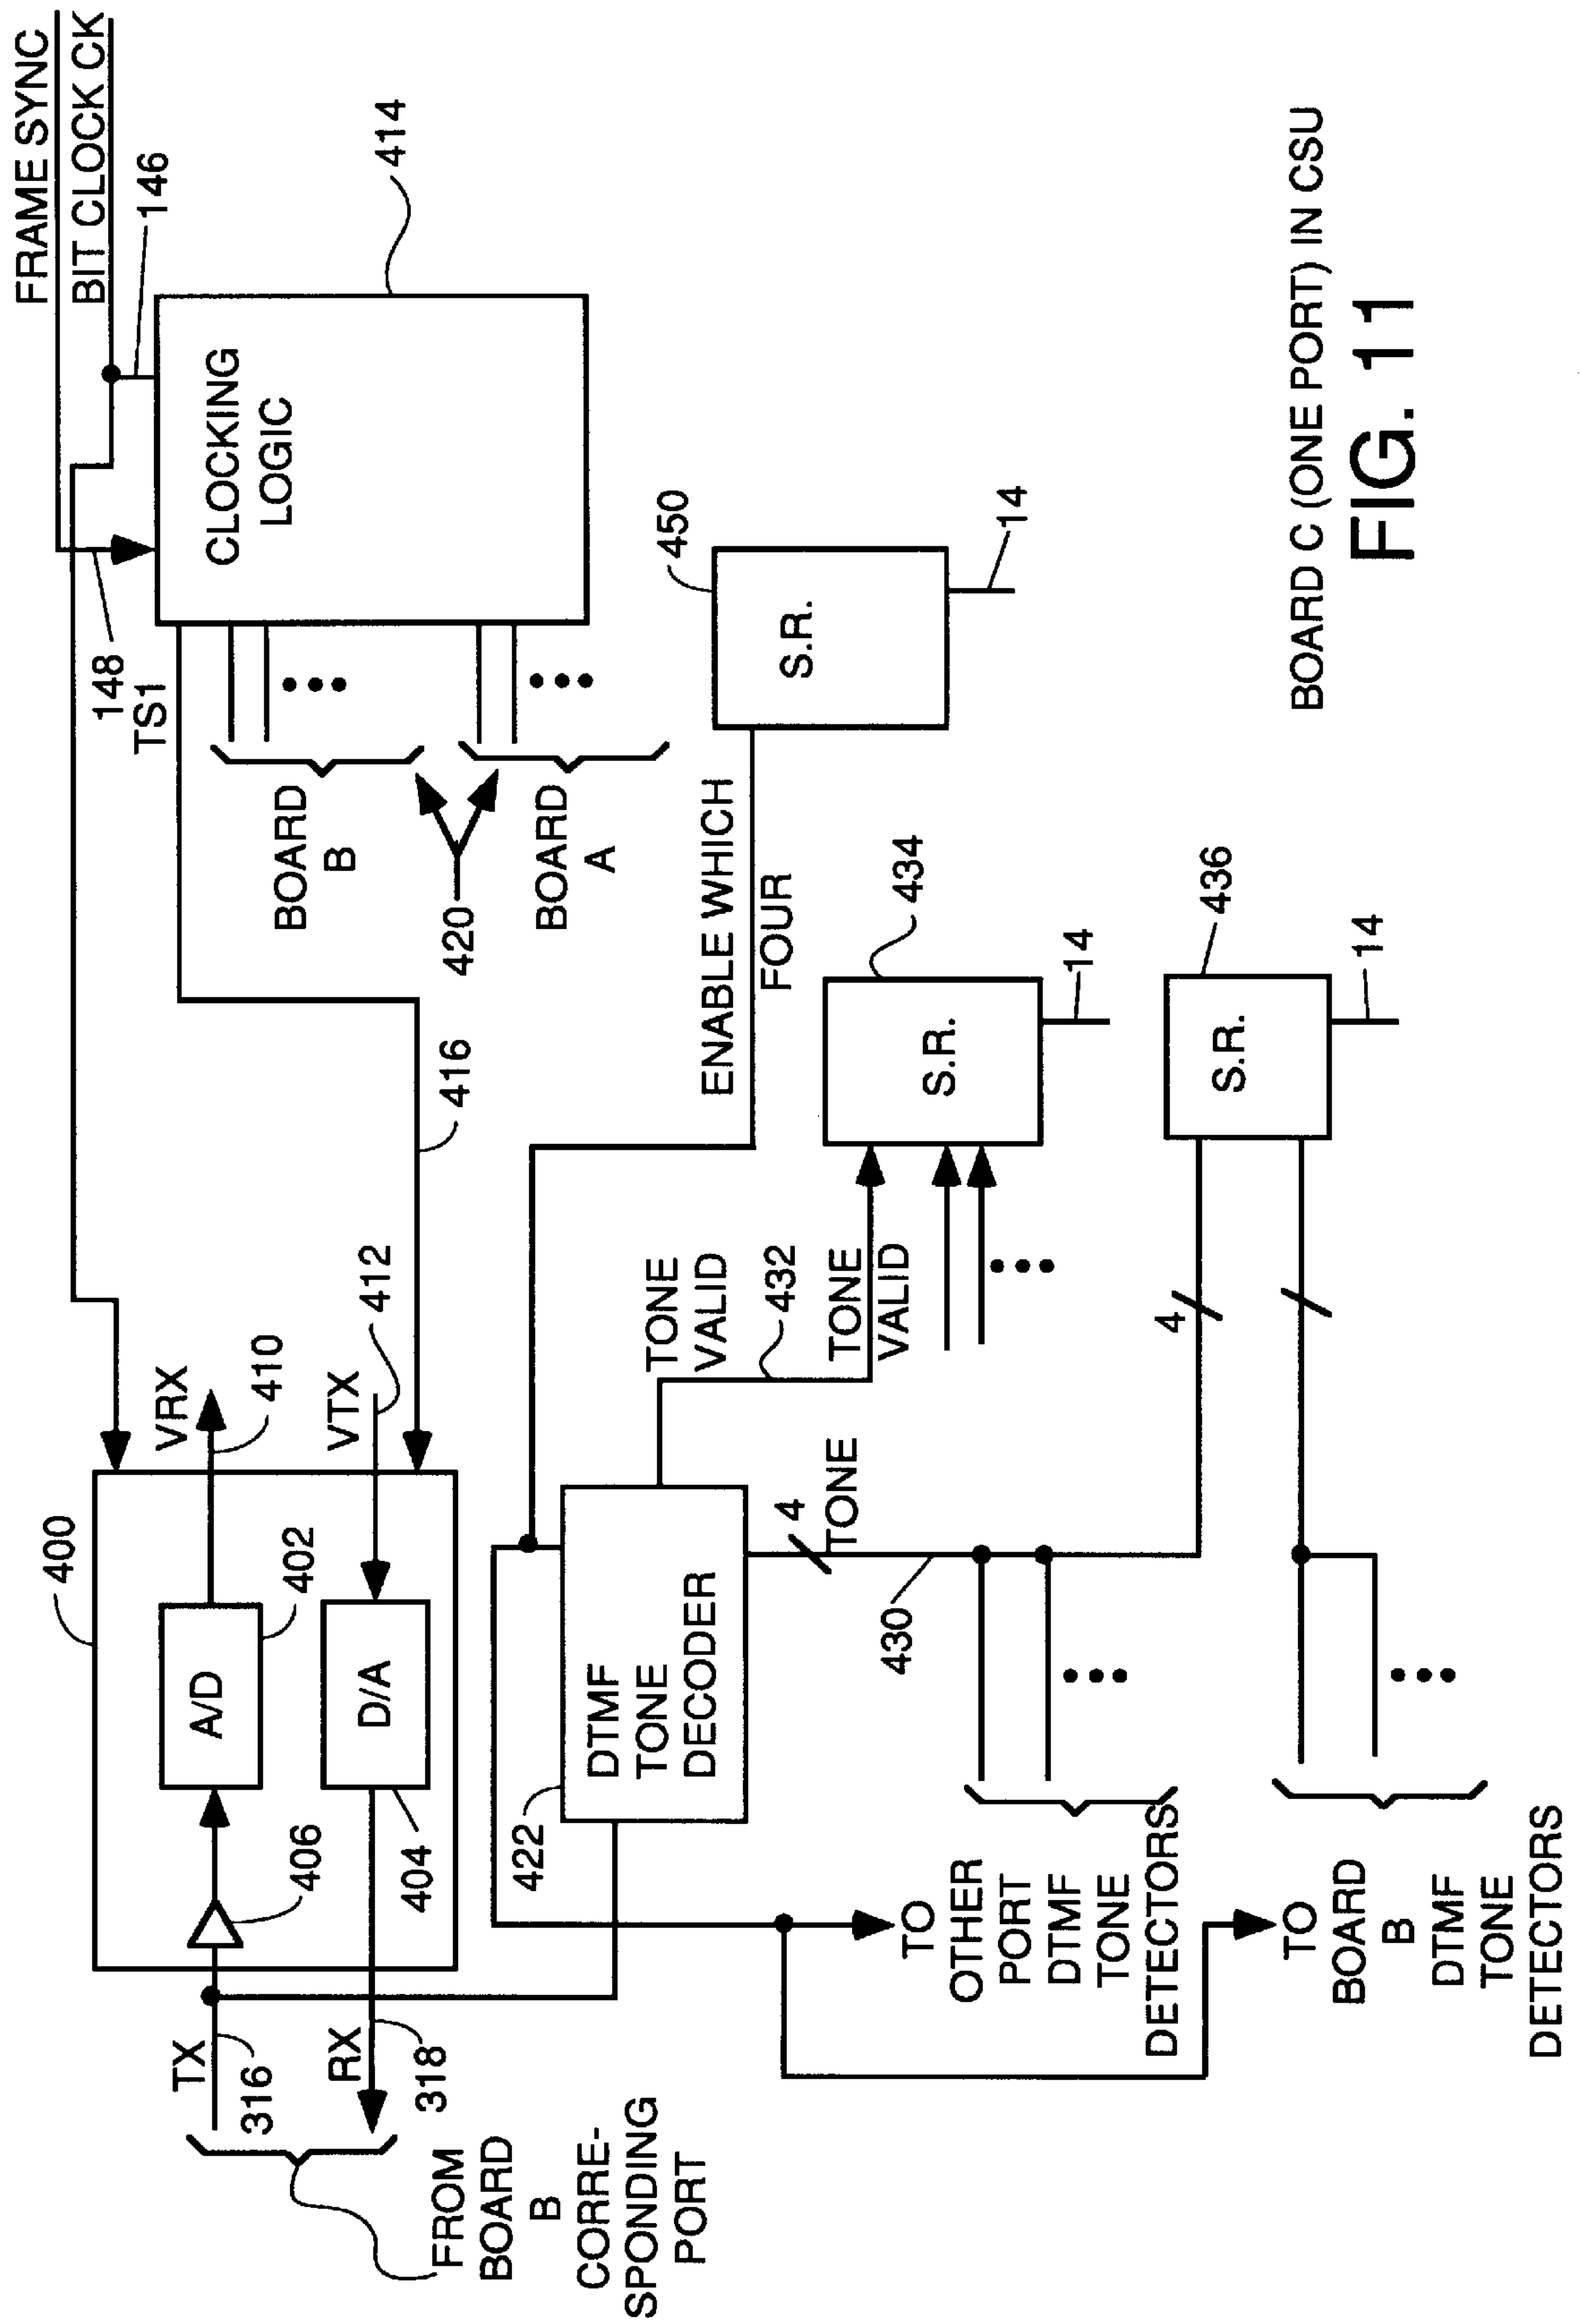 FRAME SYNC
BIT CLOCK CK
146
148
TS1
414
CLOCKING
LOGIC
BOARD
B
420
BOARD
A
416
400
A/D
402
406
D/A
404
VRX
410
VTX
412
TX
316
RX
318
FROM
BOARD
B
CORRE-
SPONDING
PORT
422
DTMF
TONE
DECODER
TONE
VALID
432
TONE
VALID
4
TONE
430
ENABLE WHICH
FOUR
450
S.R.
14
434
S.R.
14
436
S.R.
14
4
TO
OTHER
PORT
DTMF
TONE
DETECTORS
TO
BOARD
B
DTMF
TONE
DETECTORS
BOARD C (ONE PORT) IN CSU
FIG. 11